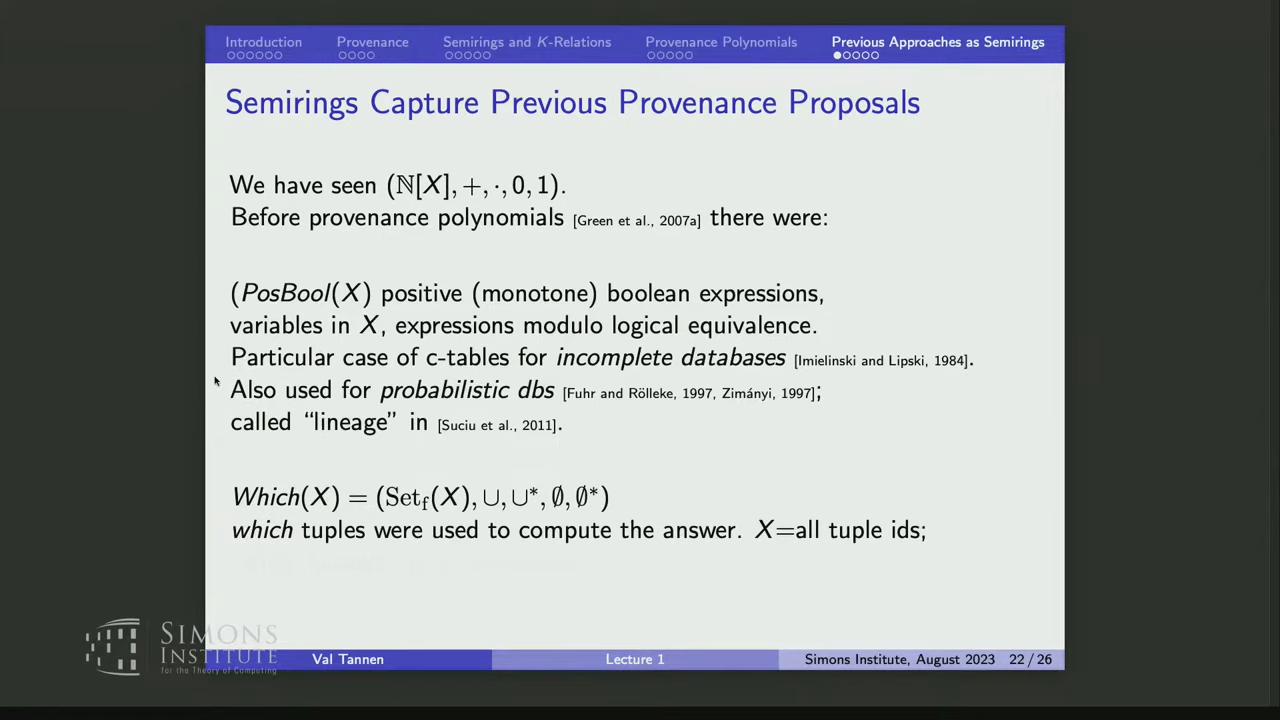 Introduction Provenance Semirings and K-Relations Provenance Polynomials Previous Approaches as Semirings
Semirings Capture Previous Provenance Proposals
We have seen (ℕ[X], +, ·, 0, 1).
Before provenance polynomials [Green et al., 2007a] there were:
(PosBool(X) positive (monotone) boolean expressions,
variables in X, expressions modulo logical equivalence.
Particular case of c-tables for incomplete databases [Imielinski and Lipski, 1984].
Also used for probabilistic dbs [Fuhr and Rölleke, 1997, Zimányi, 1997];
called “lineage” in [Suciu et al., 2011].
Which(X) = (Set_f(X), ∪, ∪*, ∅, ∅*)
which tuples were used to compute the answer. X=all tuple ids;
SIMONS
INSTITUTE
for the Theory of Computing
Val Tannen Lecture 1 Simons Institute, August 2023 22 / 26